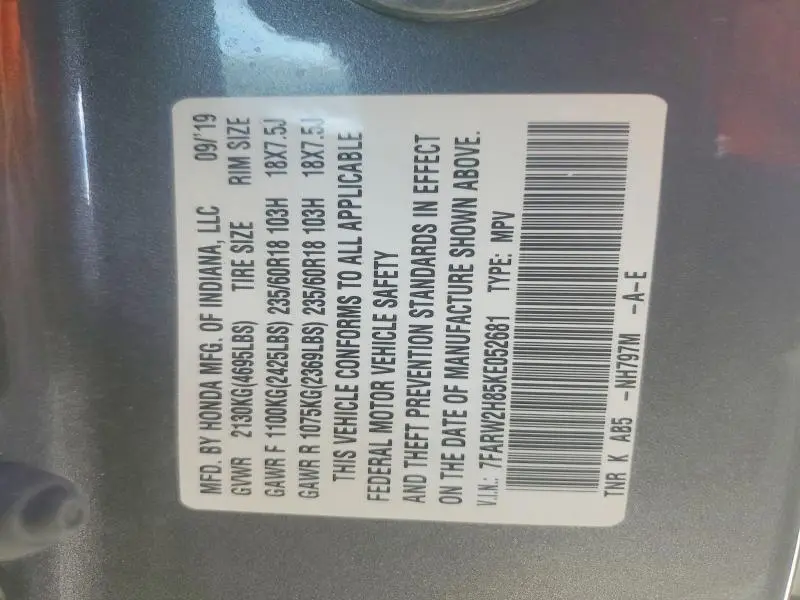 MFD. BY HONDA MFG. OF INDIANA, LLC 09/'19
GVWR 2130KG(4695LBS) TIRE SIZE RIM SIZE
GAWR F 1100KG(2425LBS) 235/60R18 103H 18X7.5J
GAWR R 1075KG(2369LBS) 235/60R18 103H 18X7.5J
THIS VEHICLE CONFORMS TO ALL APPLICABLE
FEDERAL MOTOR VEHICLE SAFETY
AND THEFT PREVENTION STANDARDS IN EFFECT
ON THE DATE OF MANUFACTURE SHOWN ABOVE.
V.I.N.: 7FARW2H85KE052681 TYPE: MPV
TNR K AB5 -NH797M -A-E